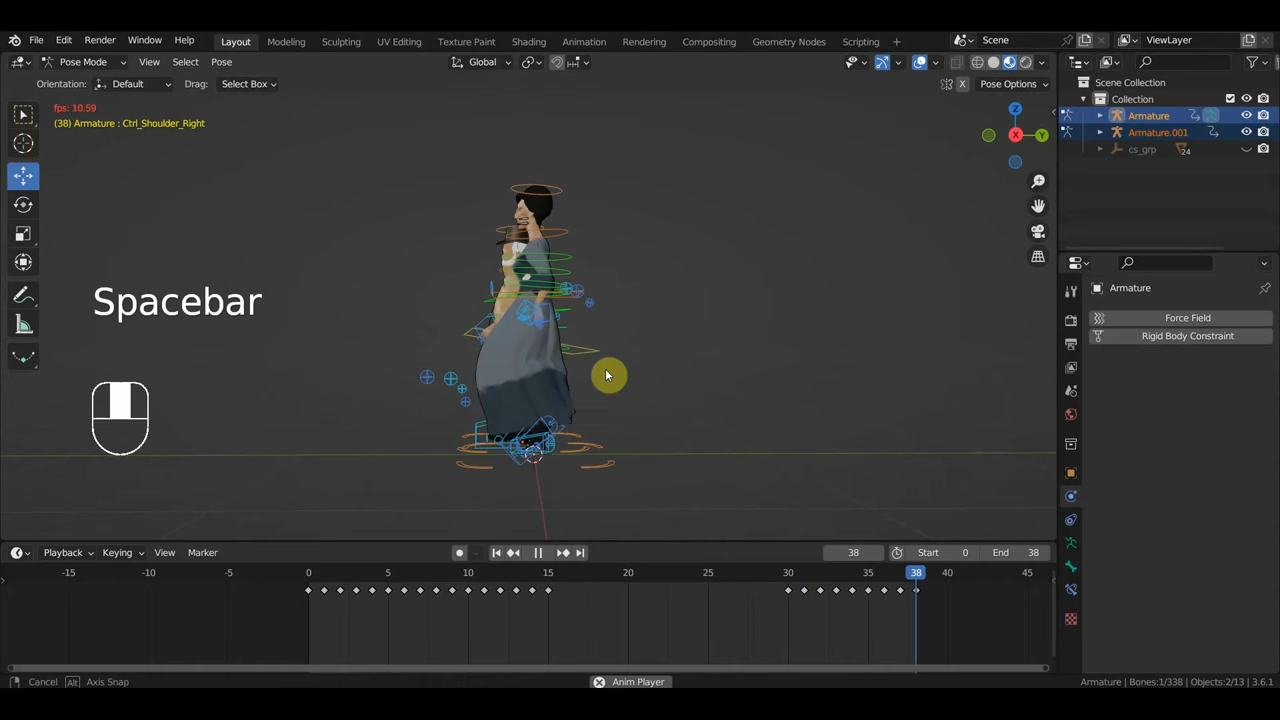 File Edit Render Window Help Layout Modeling Sculpting UV Editing Texture Paint Shading Animation Rendering Compositing Geometry Nodes Scripting + Scene ViewLayer
Pose Mode View Select Pose Global
Orientation: Default Drag: Select Box X Pose Options
Scene Collection
Collection
Armature
Armature.001
cs_grp 24
fps: 10.59
(38) Armature : Ctrl_Shoulder_Right
Z
X
Y
Spacebar
Armature
Force Field
Rigid Body Constraint
Playback Keying View Marker 38 Start 0 End 38
-15 -10 -5 0 5 10 15 20 25 30 35 38 40 45
Cancel Alt Axis Snap Anim Player Armature | Bones:1/338 | Objects:2/13 | 3.6.1